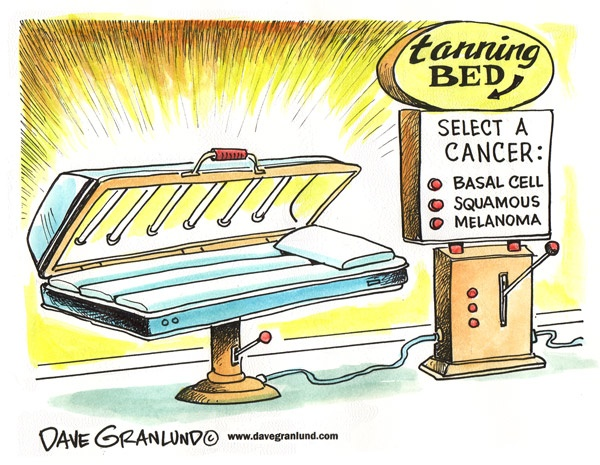 tanning
BED
SELECT A
CANCER:
BASAL CELL
SQUAMOUS
MELANOMA
DAVE GRANLUND© www.davegranlund.com